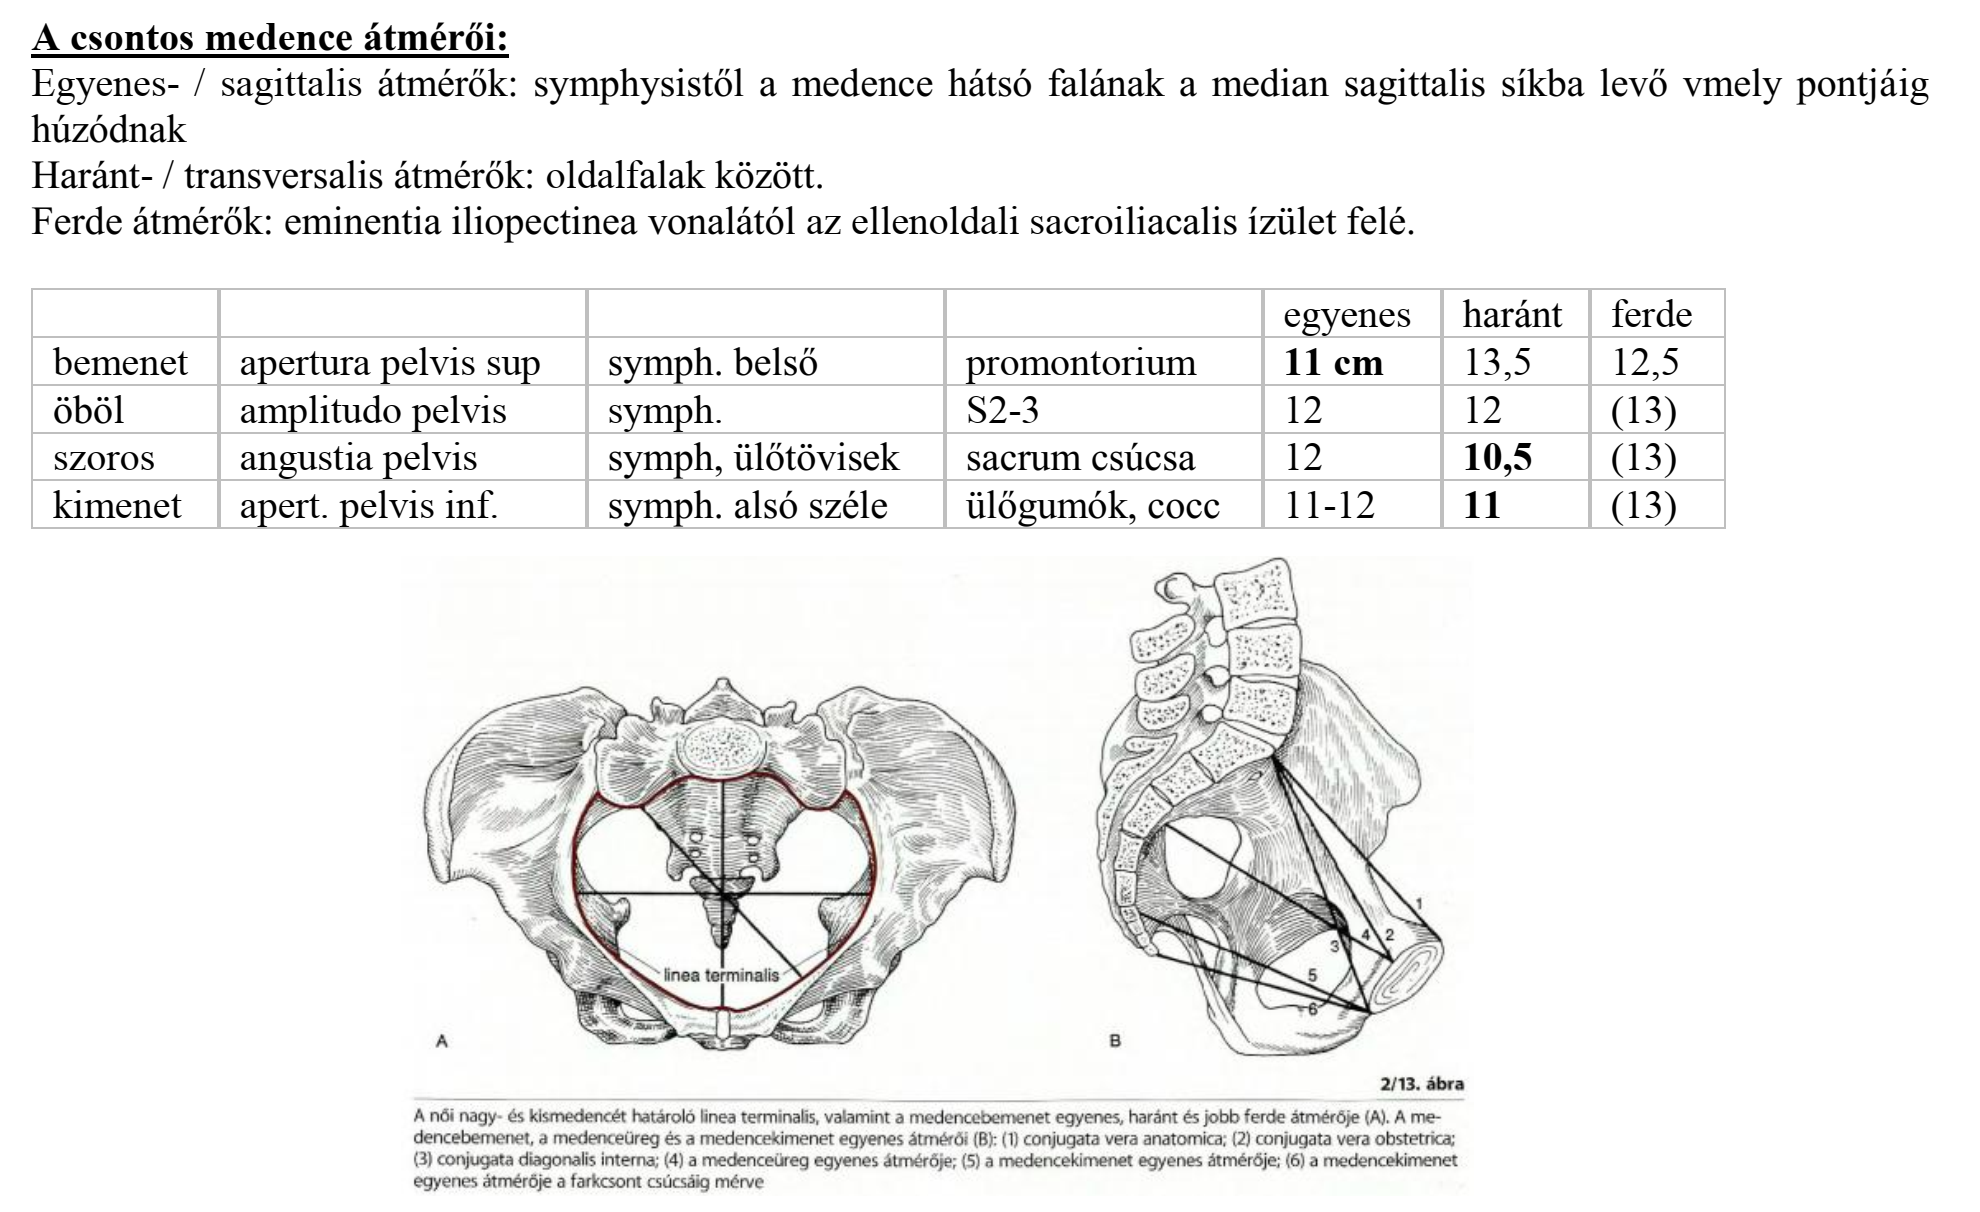 A csontos medence átmérői:
Egyenes- / sagittalis átmérők: symphysistől a medence hátsó falának a median sagittalis síkba levő vmely pontjáig
húzódnak
Haránt- / transversalis átmérők: oldalfalak között.
Ferde átmérők: eminentia iliopectinea vonalától az ellenoldali sacroiliacalis ízület felé.
egyenes haránt ferde
bemenet apertura pelvis sup symph. belső promontorium 11 cm 13,5 12,5
öböl amplitudo pelvis symph. S2-3 12 12 (13)
szoros angustia pelvis symph, ülőtövisek sacrum csúcsa 12 10,5 (13)
kimenet apert. pelvis inf. symph. alsó széle ülőgumók, cocc 11-12 11 (13)
linea terminalis
A
1
2
4
3
5
6
B
2/13. ábra
A női nagy- és kismedencét határoló linea terminalis, valamint a medencebemenet egyenes, haránt és jobb ferde átmérője (A). A me-
dencebemenet, a medenceüreg és a medencekimenet egyenes átmérői (B): (1) conjugata vera anatomica; (2) conjugata vera obstetrica;
(3) conjugata diagonalis interna; (4) a medenceüreg egyenes átmérője; (5) a medencekimenet egyenes átmérője; (6) a medencekimenet
egyenes átmérője a farkcsont csúcsáig mérve